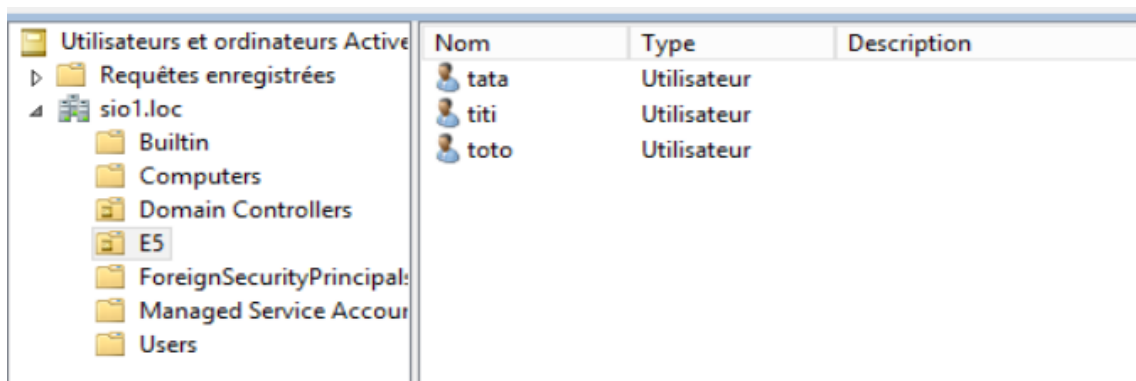 Utilisateurs et ordinateurs Active
Requêtes enregistrées
sio1.loc
Builtin
Computers
Domain Controllers
E5
ForeignSecurityPrincipals
Managed Service Accour
Users
Nom Type Description
tata Utilisateur
titi Utilisateur
toto Utilisateur